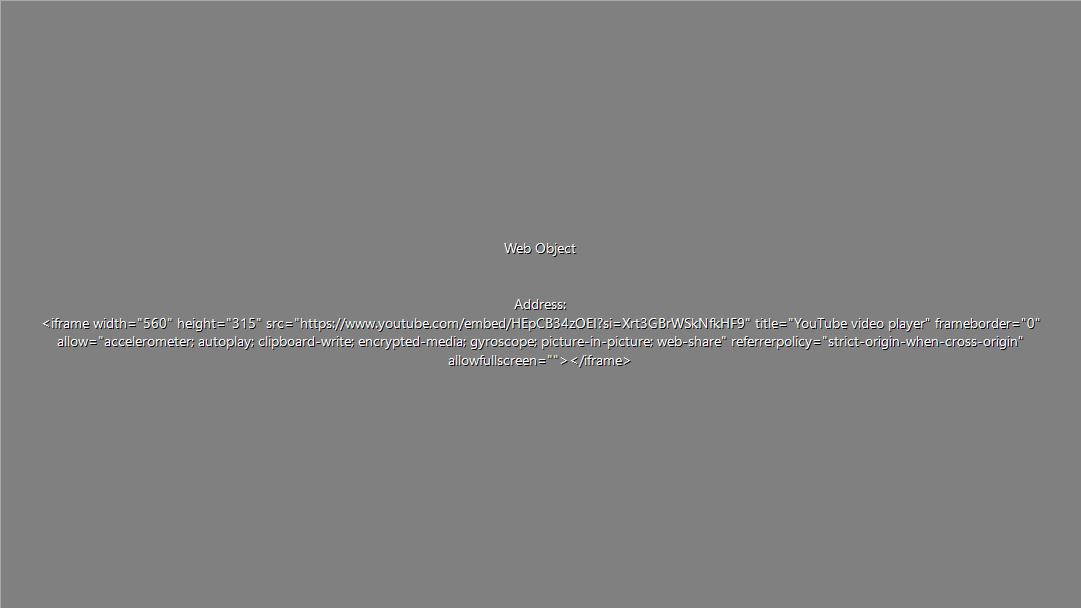 Web Object
Address:
<iframe width="560" height="315" src="https://www.youtube.com/embed/HEpCB34zOEI?si=Xrt3GBrWSkNfkHF9" title="YouTube video player" frameborder="0"
allow="accelerometer; autoplay; clipboard-write; encrypted-media; gyroscope; picture-in-picture; web-share" referrerpolicy="strict-origin-when-cross-origin"
allowfullscreen=""></iframe>